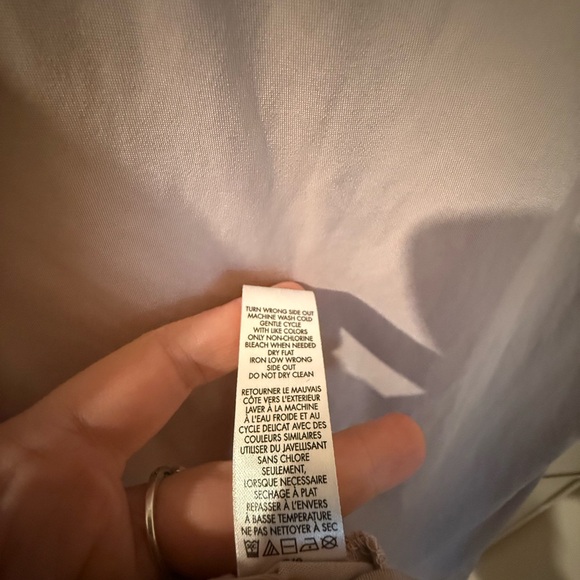 TURN WRONG SIDE OUT
MACHINE WASH COLD
GENTLE CYCLE
WITH LIKE COLORS
ONLY NON-CHLORINE
BLEACH WHEN NEEDED
DRY FLAT
IRON LOW WRONG
SIDE OUT
DO NOT DRY CLEAN
RETOURNER LE MAUVAIS
CÔTE VERS L'EXTERIEUR
LAVER À LA MACHINE
À L'EAU FROIDE ET AU
CYCLE DELICAT AVEC DES
COULEURS SIMILAIRES
UTILISER DU JAVELLISANT
SANS CHLORE
SEULEMENT,
LORSQUE NECESSAIRE
SECHAGE À PLAT
REPASSER À L'ENVERS
À BASSE TEMPERATURE
NE PAS NETTOYER À SEC